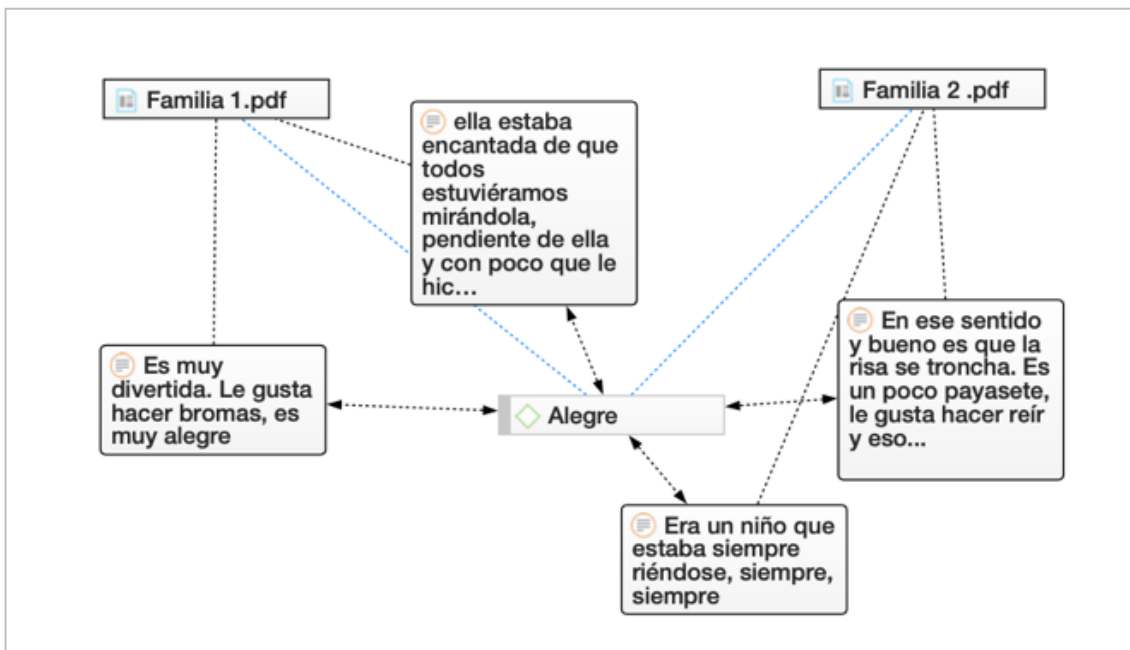 Familia 1.pdf
Familia 2 .pdf
ella estaba
encantada de que
todos
estuviéramos
mirándola,
pendiente de ella
y con poco que le
hic...
Es muy
divertida. Le gusta
hacer bromas, es
muy alegre
Alegre
En ese sentido
y bueno es que la
risa se troncha. Es
un poco payasete,
le gusta hacer reír
y eso...
Era un niño que
estaba siempre
riéndose, siempre,
siempre